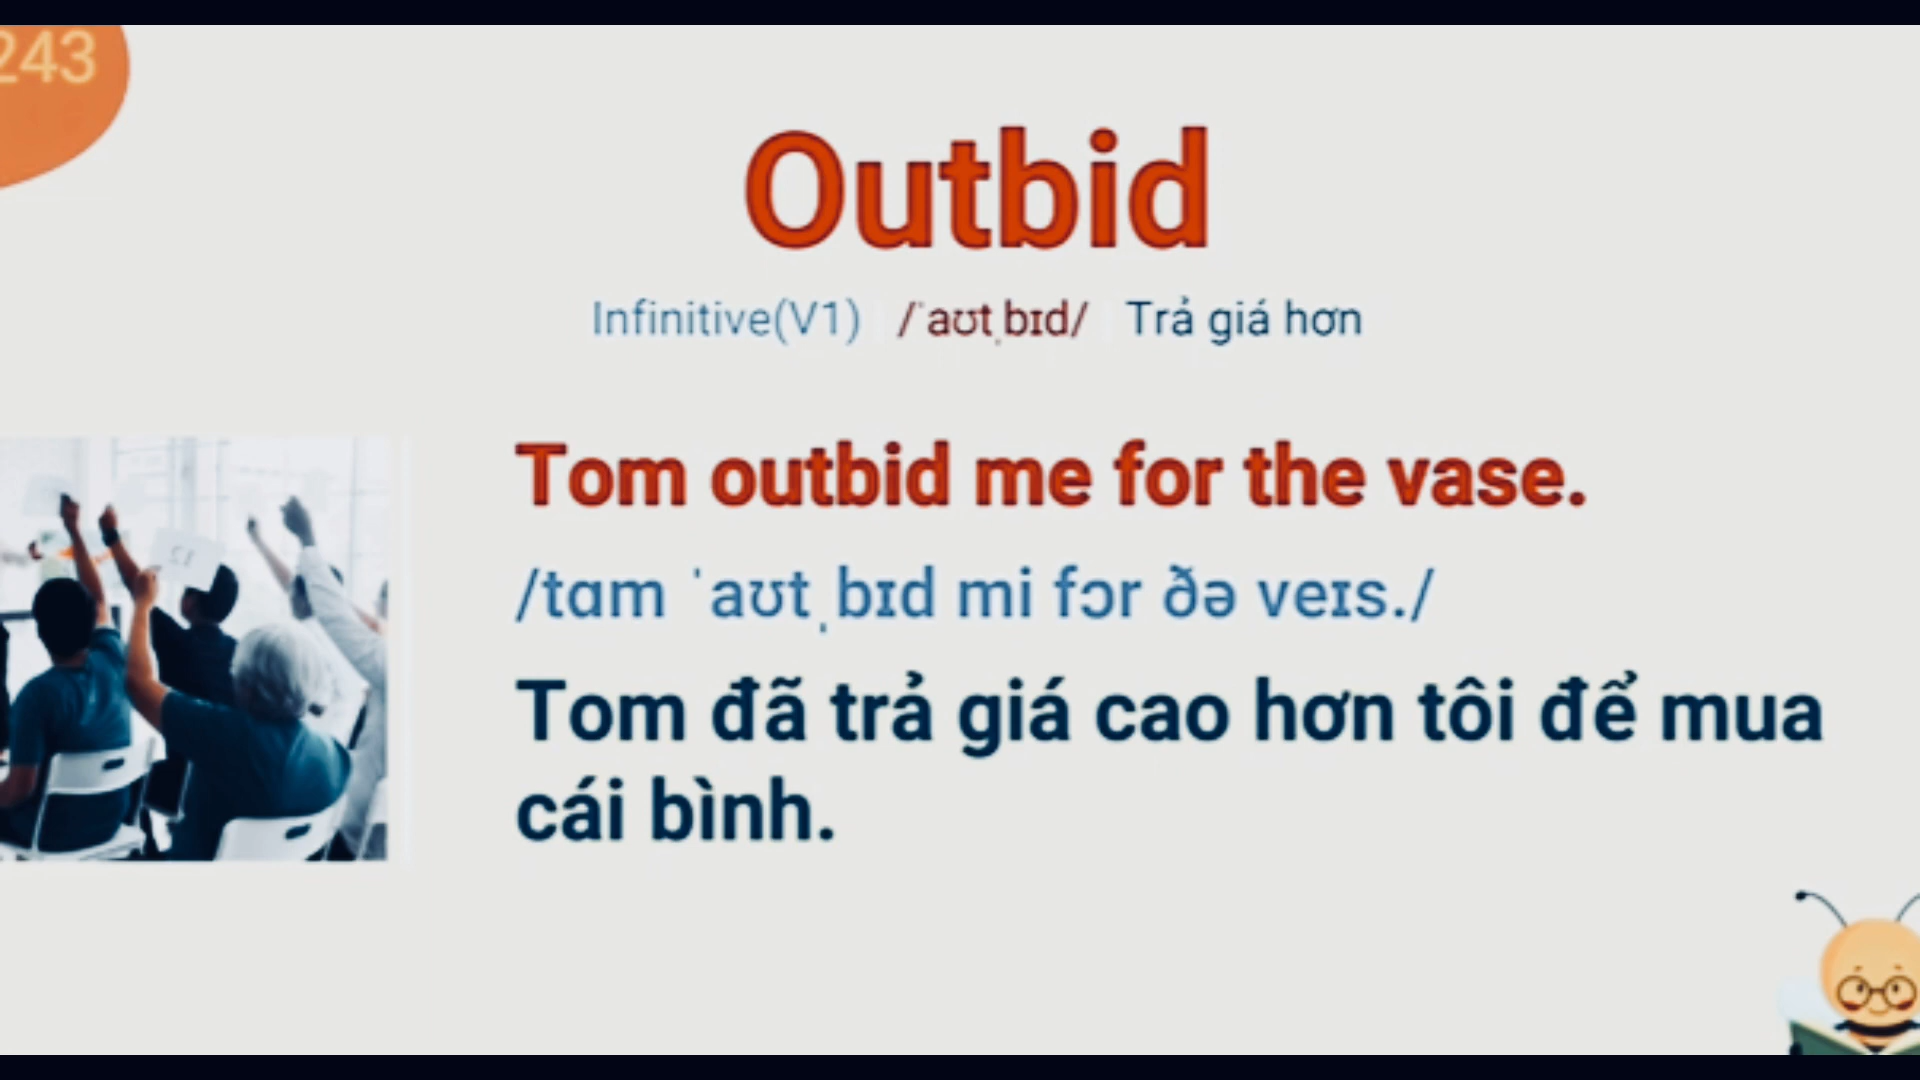 243
Outbid
Infinitive(V1) /ˈaʊtˌbɪd/ Trả giá hơn
Tom outbid me for the vase.
/tɑm ˈaʊtˌbɪd mi fɔr ðə veɪs./
Tom đã trả giá cao hơn tôi để mua
cái bình.